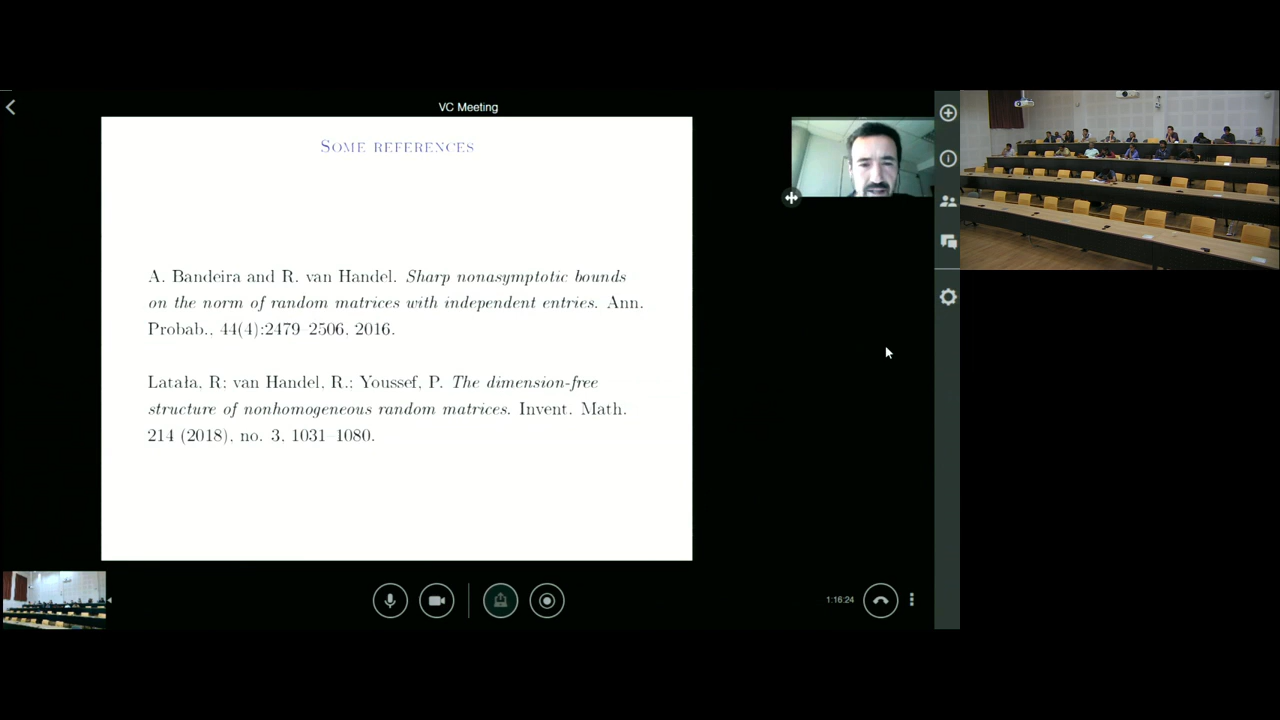 VC Meeting
SOME REFERENCES
A. Bandeira and R. van Handel. Sharp nonasymptotic bounds
on the norm of random matrices with independent entries. Ann.
Probab., 44(4):2479–2506, 2016.
Latała, R; van Handel, R.; Youssef, P. The dimension-free
structure of nonhomogeneous random matrices. Invent. Math.
214 (2018), no. 3, 1031–1080.
1:16:24